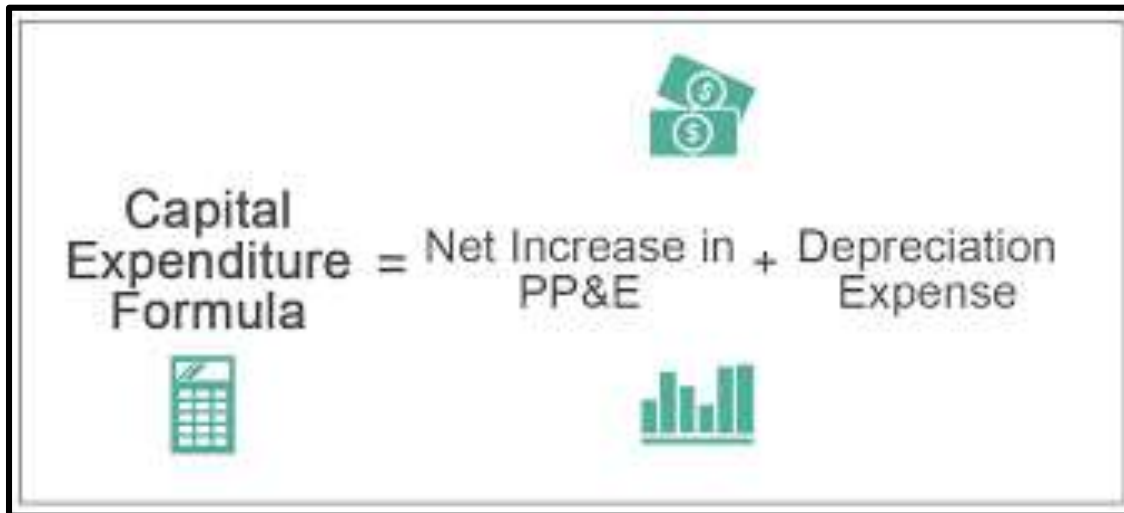 Capital
Expenditure
Formula
=
Net Increase in
PP&E
+
Depreciation
Expense
$
$